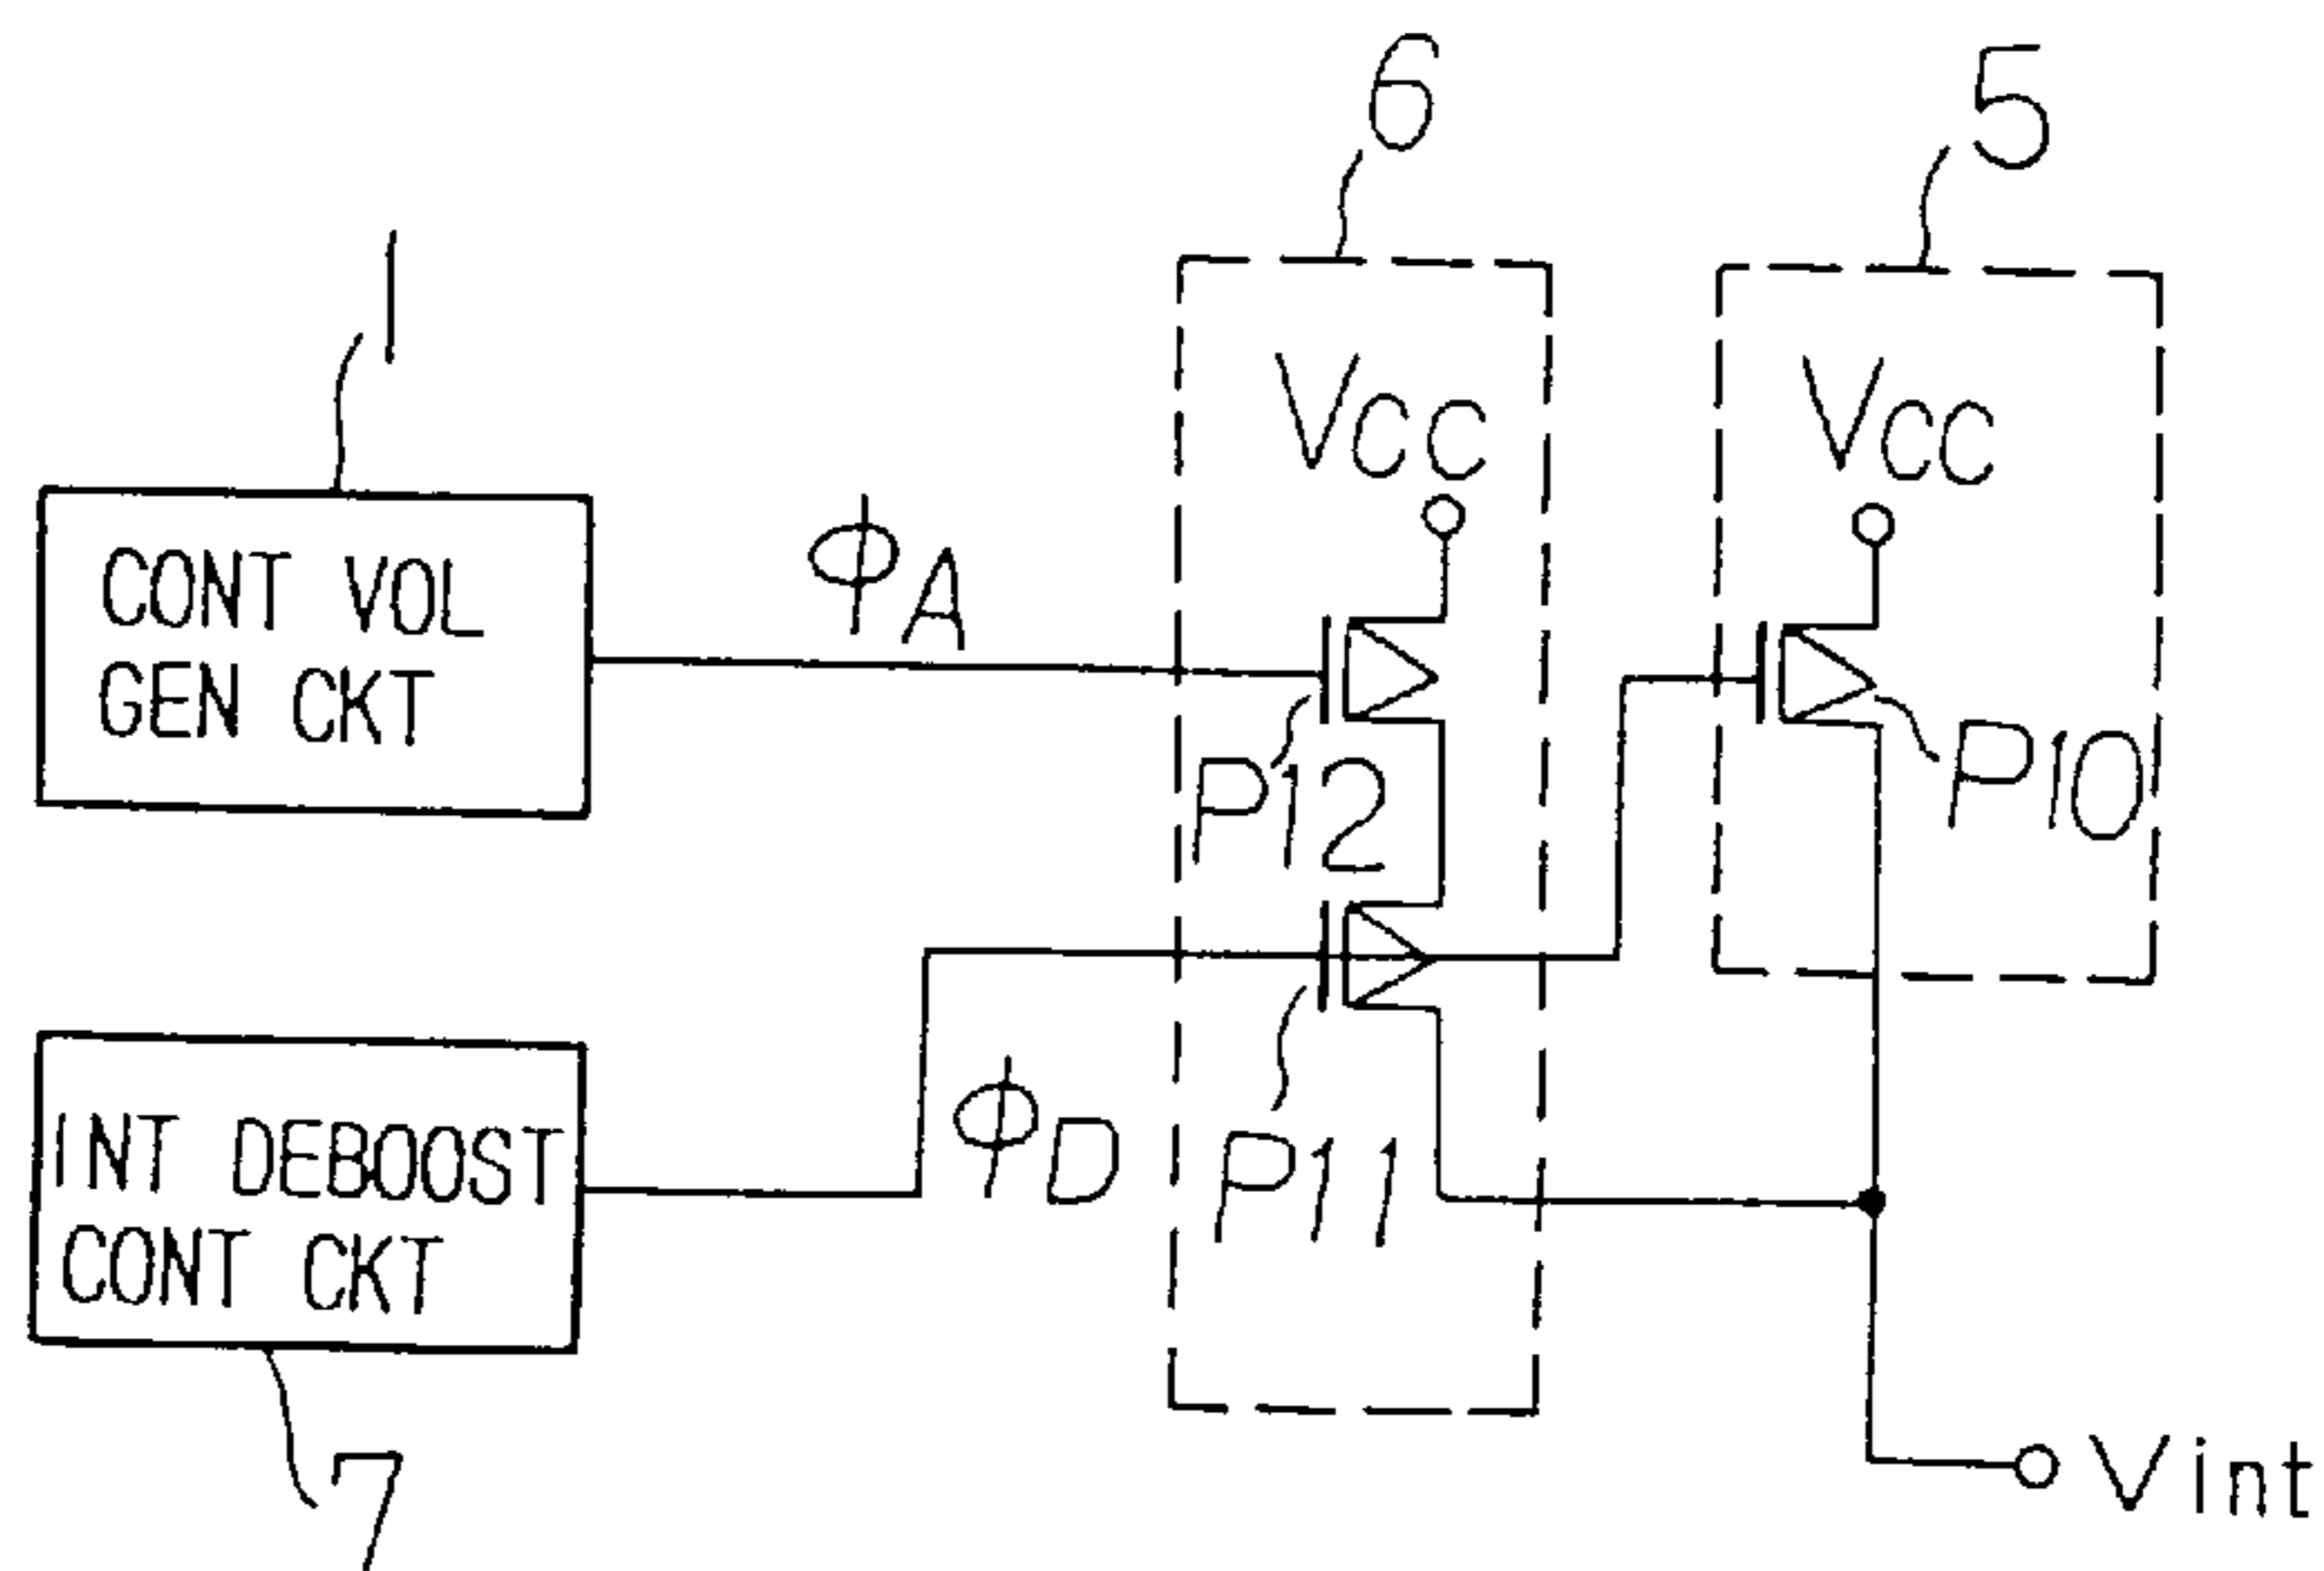 6
5
1
VCC
VCC
CONT VOL
GEN CKT
ϕA
P12
P10
INT DEBOOST
CONT CKT
ϕD
P11
7
Vint